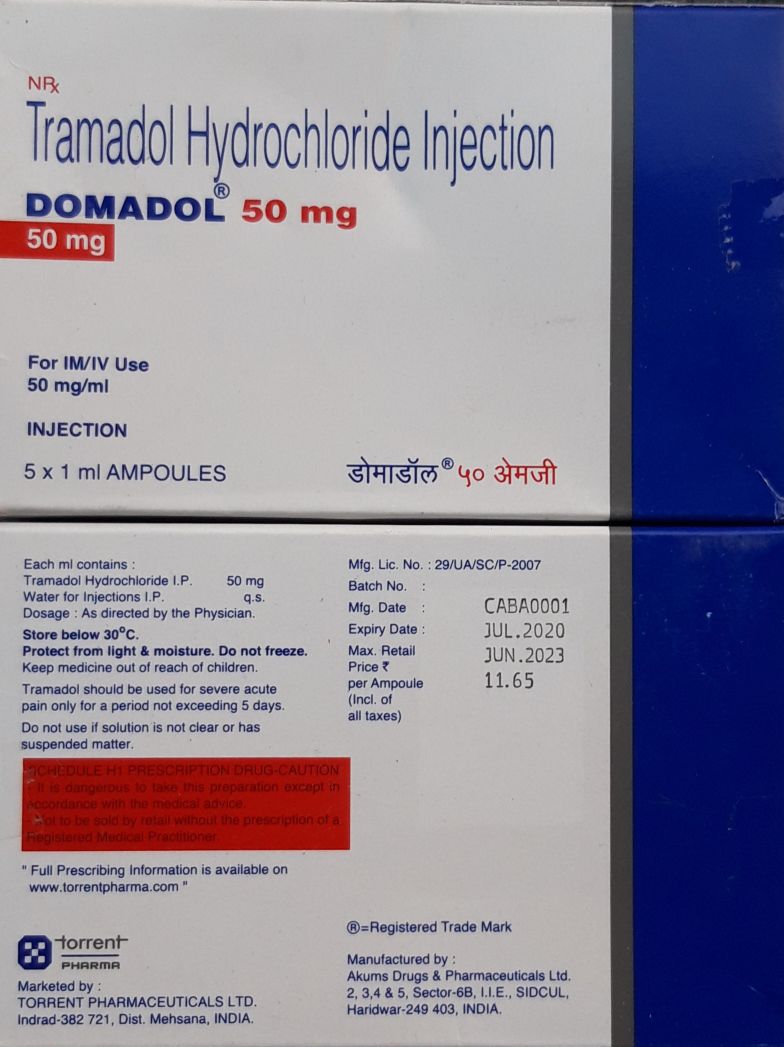 NRx
Tramadol Hydrochloride Injection
DOMADOL® 50 mg
50 mg
For IM/IV Use
50 mg/ml
INJECTION
5 x 1 ml AMPOULES
डोमाडॉल® ५० ॲमजी
Each ml contains :
Tramadol Hydrochloride I.P. 50 mg
Water for Injections I.P. q.s.
Dosage : As directed by the Physician.
Store below 30°C.
Protect from light & moisture. Do not freeze.
Keep medicine out of reach of children.
Tramadol should be used for severe acute
pain only for a period not exceeding 5 days.
Do not use if solution is not clear or has
suspended matter.
SCHEDULE H1 PRESCRIPTION DRUG-CAUTION
- It is dangerous to take this preparation except in
accordance with the medical advice.
- Not to be sold by retail without the prescription of a
Registered Medical Practitioner.
" Full Prescribing Information is available on
www.torrentpharma.com "
torrent
PHARMA
Marketed by :
TORRENT PHARMACEUTICALS LTD.
Indrad-382 721, Dist. Mehsana, INDIA.
Mfg. Lic. No. : 29/UA/SC/P-2007
Batch No. :
Mfg. Date : CABA0001
Expiry Date : JUL.2020
Max. Retail JUN.2023
Price ₹
per Ampoule 11.65
(Incl. of
all taxes)
®=Registered Trade Mark
Manufactured by :
Akums Drugs & Pharmaceuticals Ltd.
2, 3,4 & 5, Sector-6B, I.I.E., SIDCUL,
Haridwar-249 403, INDIA.